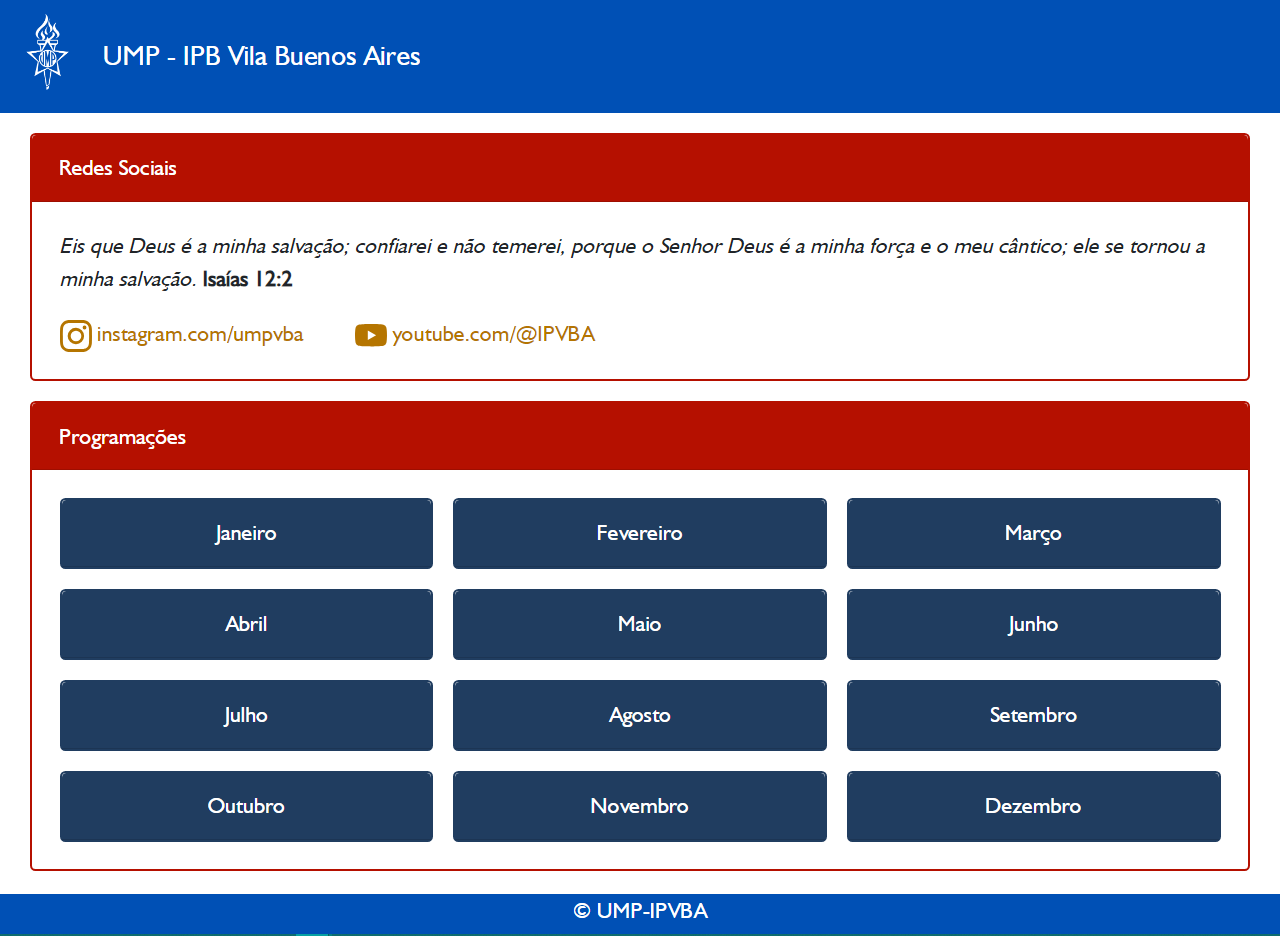 UMP - IPB Vila Buenos Aires
Redes Sociais
Eis que Deus é a minha salvação; confiarei e não temerei, porque o Senhor Deus é a minha força e o meu cântico; ele se tornou a
minha salvação. Isaías 12:2
instagram.com/umpvba youtube.com/@IPVBA
Programações
Janeiro Fevereiro Março
Abril Maio Junho
Julho Agosto Setembro
Outubro Novembro Dezembro
© UMP-IPVBA